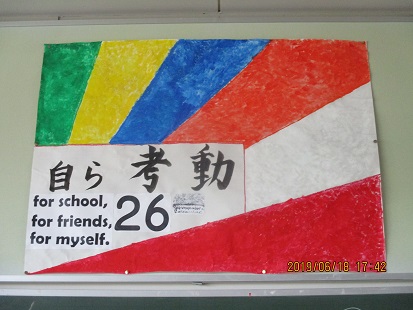 自ら考動
for school,
for friends,
for myself.
26
2019/06/18 17:42